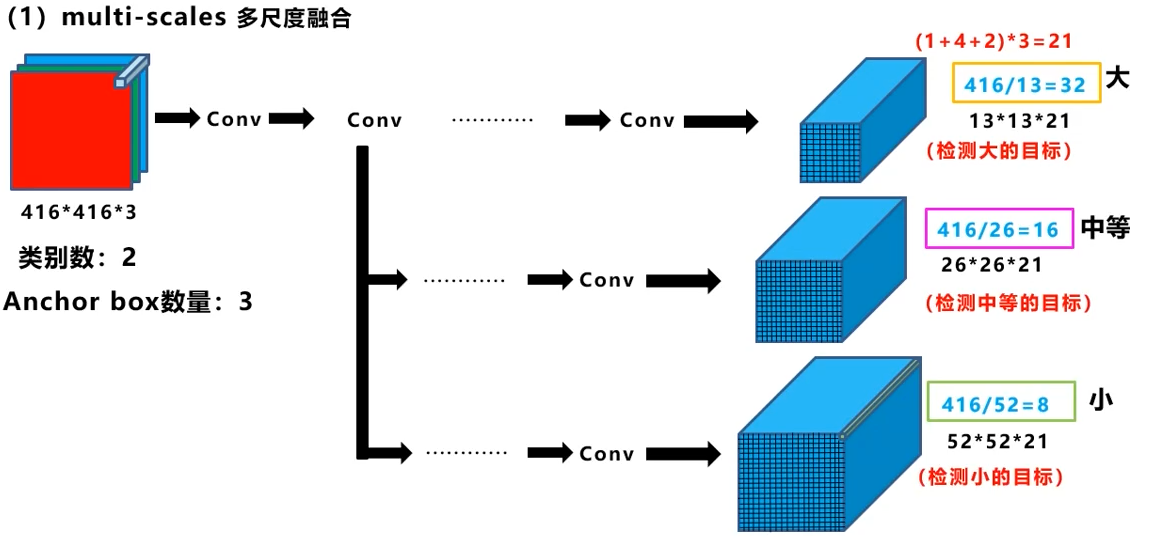 (1) multi-scales 多尺度融合
416*416*3
类别数：2
Anchor box数量：3
Conv
Conv
............
Conv
(1+4+2)*3=21
416/13=32
大
13*13*21
(检测大的目标)
............
Conv
416/26=16
中等
26*26*21
(检测中等的目标)
............
Conv
416/52=8
小
52*52*21
(检测小的目标)